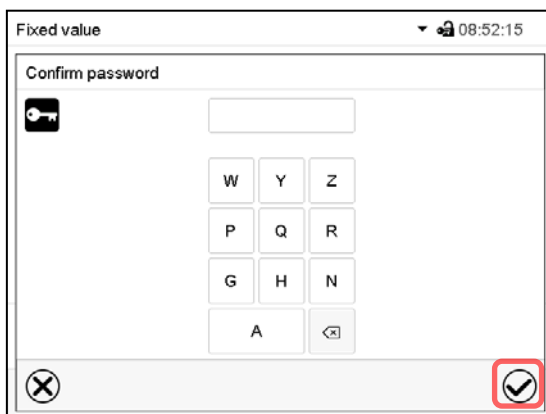 Fixed value 08:52:15
Confirm password
W Y Z
P Q R
G H N
A